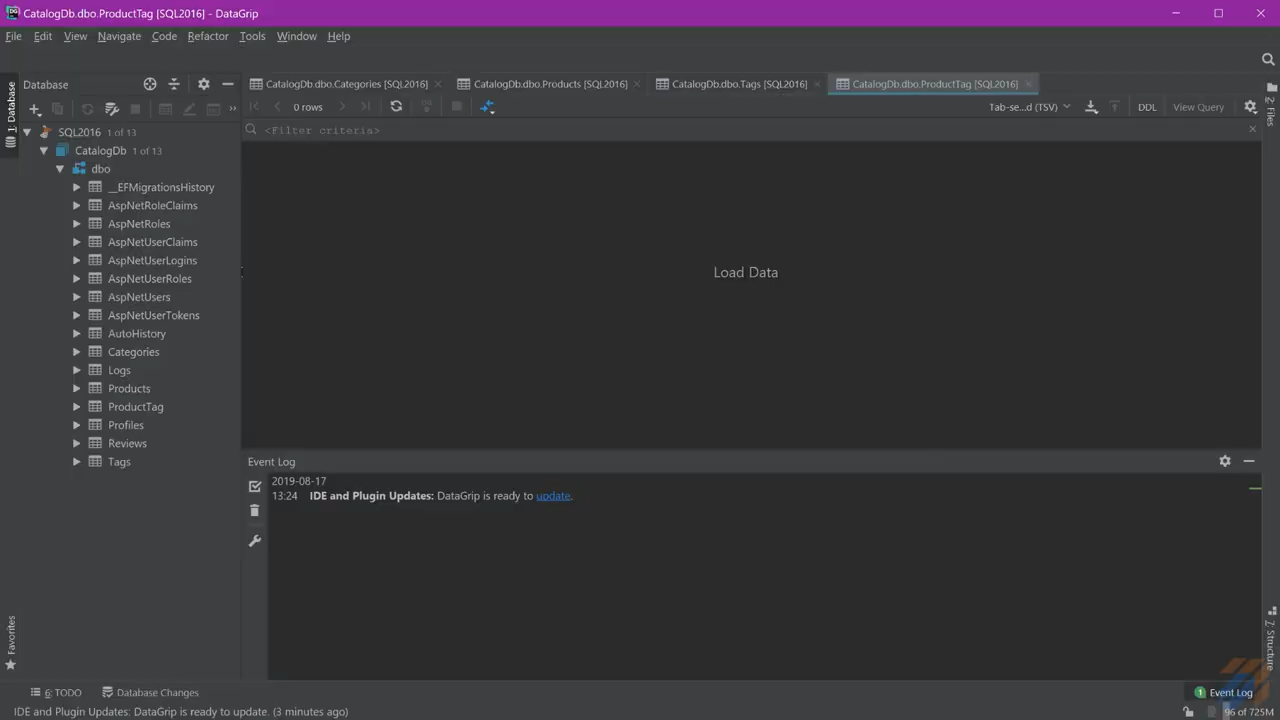 CatalogDb.dbo.ProductTag [SQL2016] - DataGrip
File Edit View Navigate Code Refactor Tools Window Help
1: Database
Database
CatalogDb.dbo.Categories [SQL2016]
CatalogDb.dbo.Products [SQL2016]
CatalogDb.dbo.Tags [SQL2016]
CatalogDb.dbo.ProductTag [SQL2016]
0 rows
Tab-se...d (TSV)
DDL
View Query
<Filter criteria>
SQL2016 1 of 13
CatalogDb 1 of 13
dbo
__EFMigrationsHistory
AspNetRoleClaims
AspNetRoles
AspNetUserClaims
AspNetUserLogins
AspNetUserRoles
AspNetUsers
AspNetUserTokens
AutoHistory
Categories
Logs
Products
ProductTag
Profiles
Reviews
Tags
Load Data
Event Log
2019-08-17
13:24 IDE and Plugin Updates: DataGrip is ready to update.
Z: Files
Z: Structure
Favorites
6: TODO
Database Changes
1 Event Log
IDE and Plugin Updates: DataGrip is ready to update. (3 minutes ago)
96 of 725M